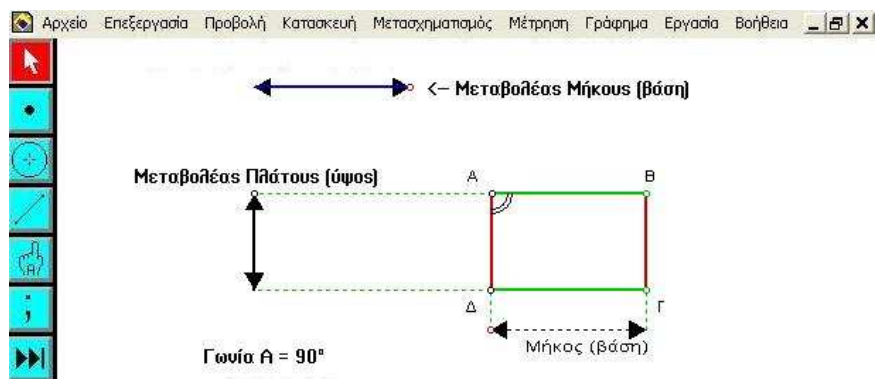 Αρχείο Επεξεργασία Προβολή Κατασκευή Μετασχηματισμός Μέτρηση Γράφημα Εργασία Βοήθεια
<- Μεταβολέας Μήκους (βάση)
Μεταβολέας Πλάτους (ύψος)
Α Β
Δ Γ
Μήκος (βάση)
Γωνία Α = 90°